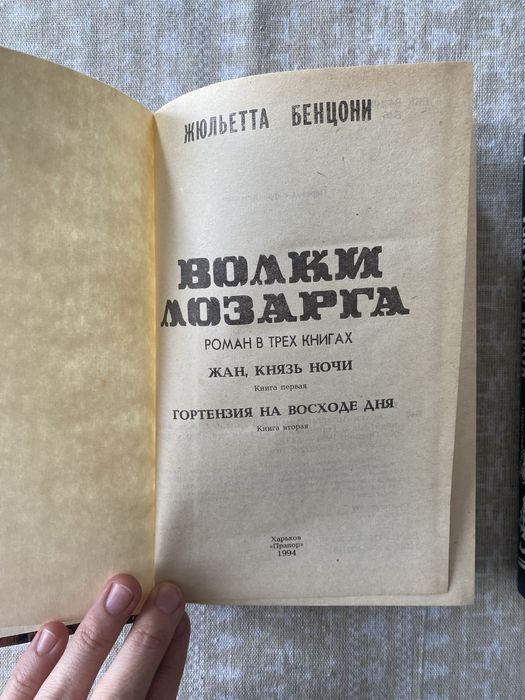 ЖЮЛЬЕТТА БЕНЦОНИ
ВОЛКИ
ЛОЗАРГА
РОМАН В ТРЕХ КНИГАХ
ЖАН, КНЯЗЬ НОЧИ
Книга первая
ГОРТЕНЗИЯ НА ВОСХОДЕ ДНЯ
Книга вторая
Харьков
«Прапор»
1994